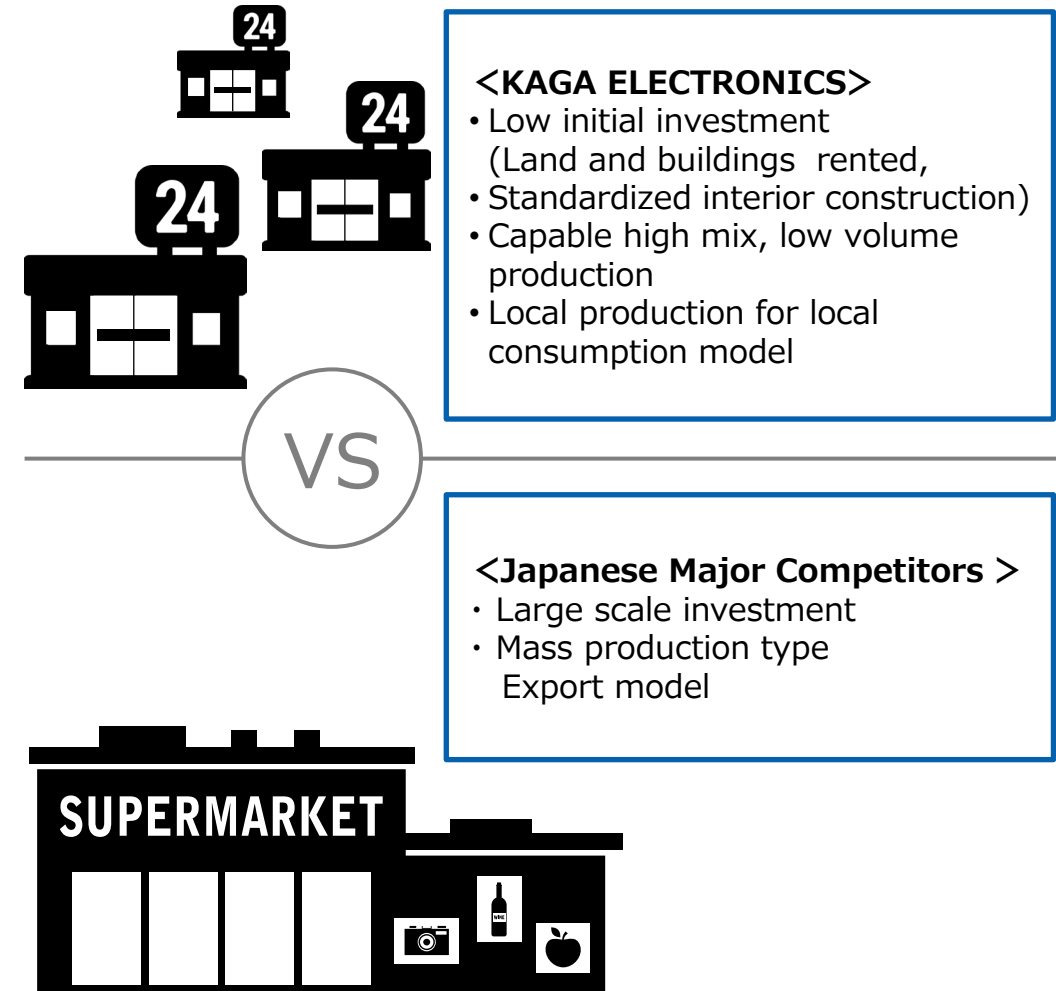 24
24
24
<KAGA ELECTRONICS>
• Low initial investment
(Land and buildings rented,
• Standardized interior construction)
• Capable high mix, low volume
production
• Local production for local
consumption model
VS
<Japanese Major Competitors >
・ Large scale investment
・ Mass production type
Export model
SUPERMARKET
WINE